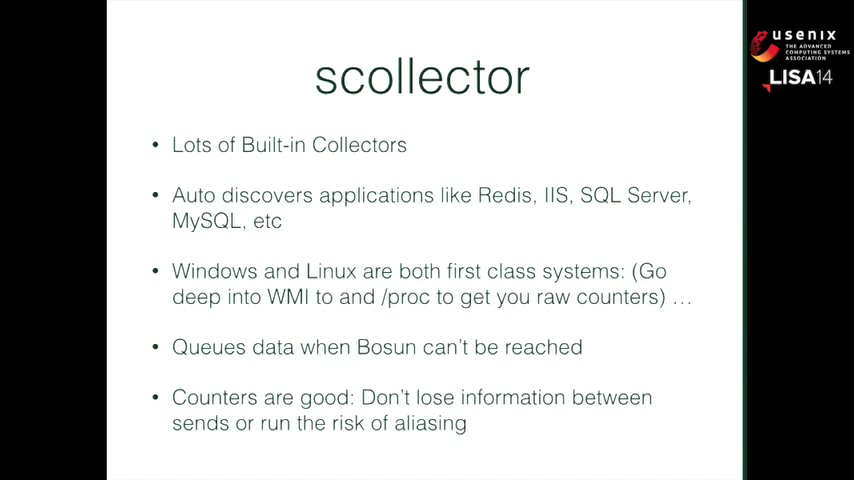 scollector
• Lots of Built-in Collectors
• Auto discovers applications like Redis, IIS, SQL Server,
MySQL, etc
• Windows and Linux are both first class systems: (Go
deep into WMI to and /proc to get you raw counters) …
• Queues data when Bosun can't be reached
• Counters are good: Don't lose information between
sends or run the risk of aliasing
usenix
THE ADVANCED
COMPUTING SYSTEMS
ASSOCIATION
LISA14